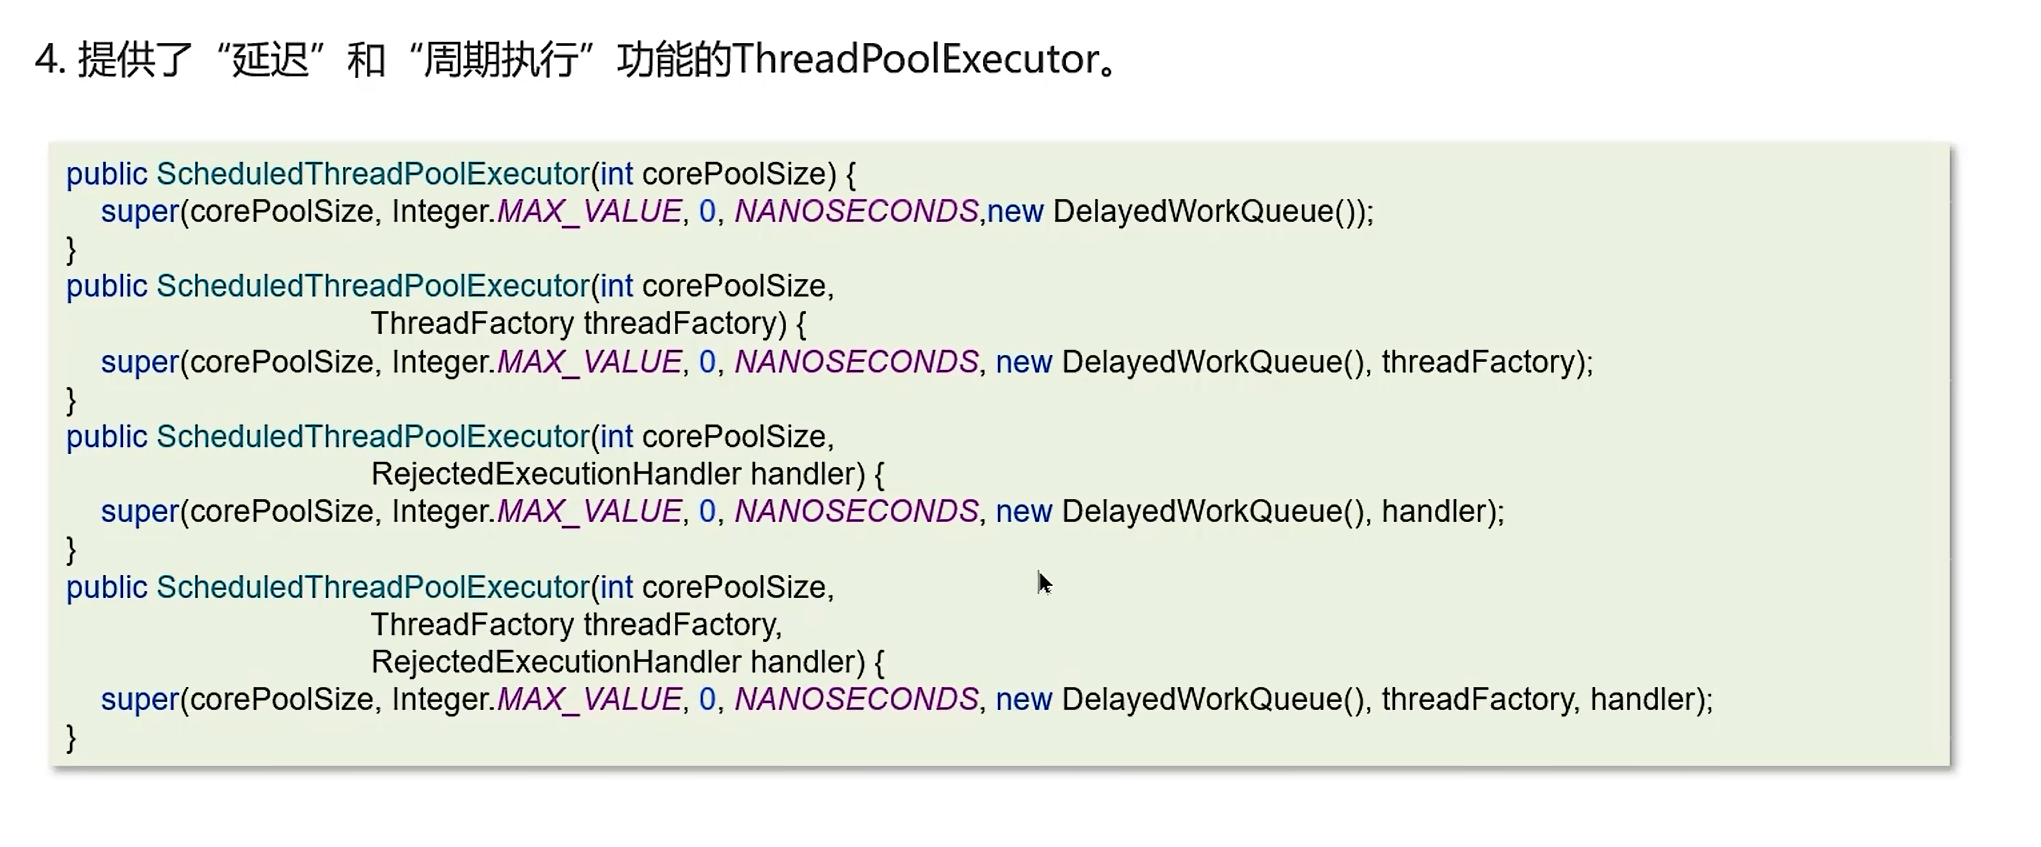 4. 提供了“延迟”和“周期执行”功能的ThreadPoolExecutor。
public ScheduledThreadPoolExecutor(int corePoolSize) {
super(corePoolSize, Integer.MAX_VALUE, 0, NANOSECONDS,new DelayedWorkQueue());
}
public ScheduledThreadPoolExecutor(int corePoolSize,
ThreadFactory threadFactory) {
super(corePoolSize, Integer.MAX_VALUE, 0, NANOSECONDS, new DelayedWorkQueue(), threadFactory);
}
public ScheduledThreadPoolExecutor(int corePoolSize,
RejectedExecutionHandler handler) {
super(corePoolSize, Integer.MAX_VALUE, 0, NANOSECONDS, new DelayedWorkQueue(), handler);
}
public ScheduledThreadPoolExecutor(int corePoolSize,
ThreadFactory threadFactory,
RejectedExecutionHandler handler) {
super(corePoolSize, Integer.MAX_VALUE, 0, NANOSECONDS, new DelayedWorkQueue(), threadFactory, handler);
}